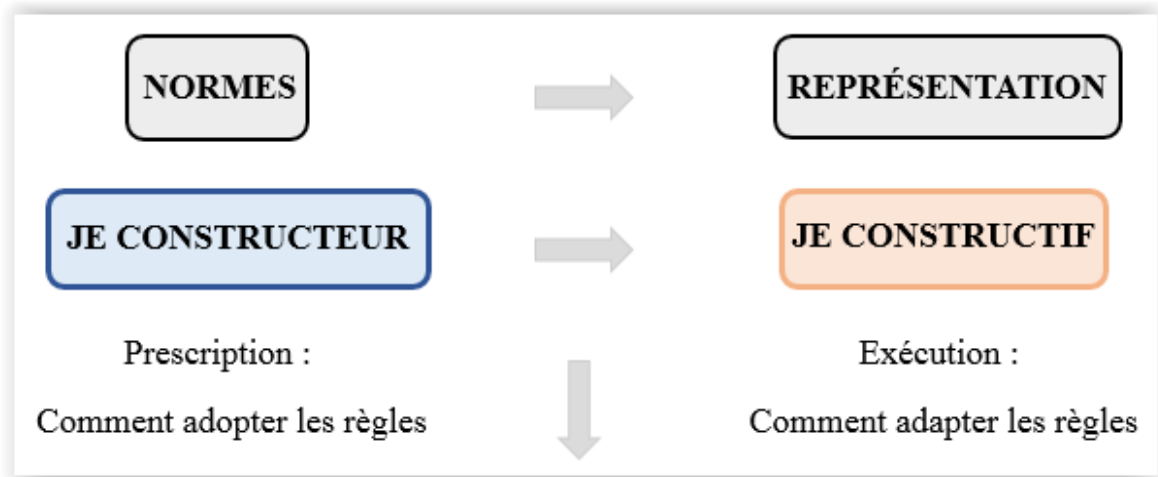 NORMES
REPRÉSENTATION
JE CONSTRUCTEUR
JE CONSTRUCTIF
Prescription :
Exécution :
Comment adopter les règles
Comment adapter les règles